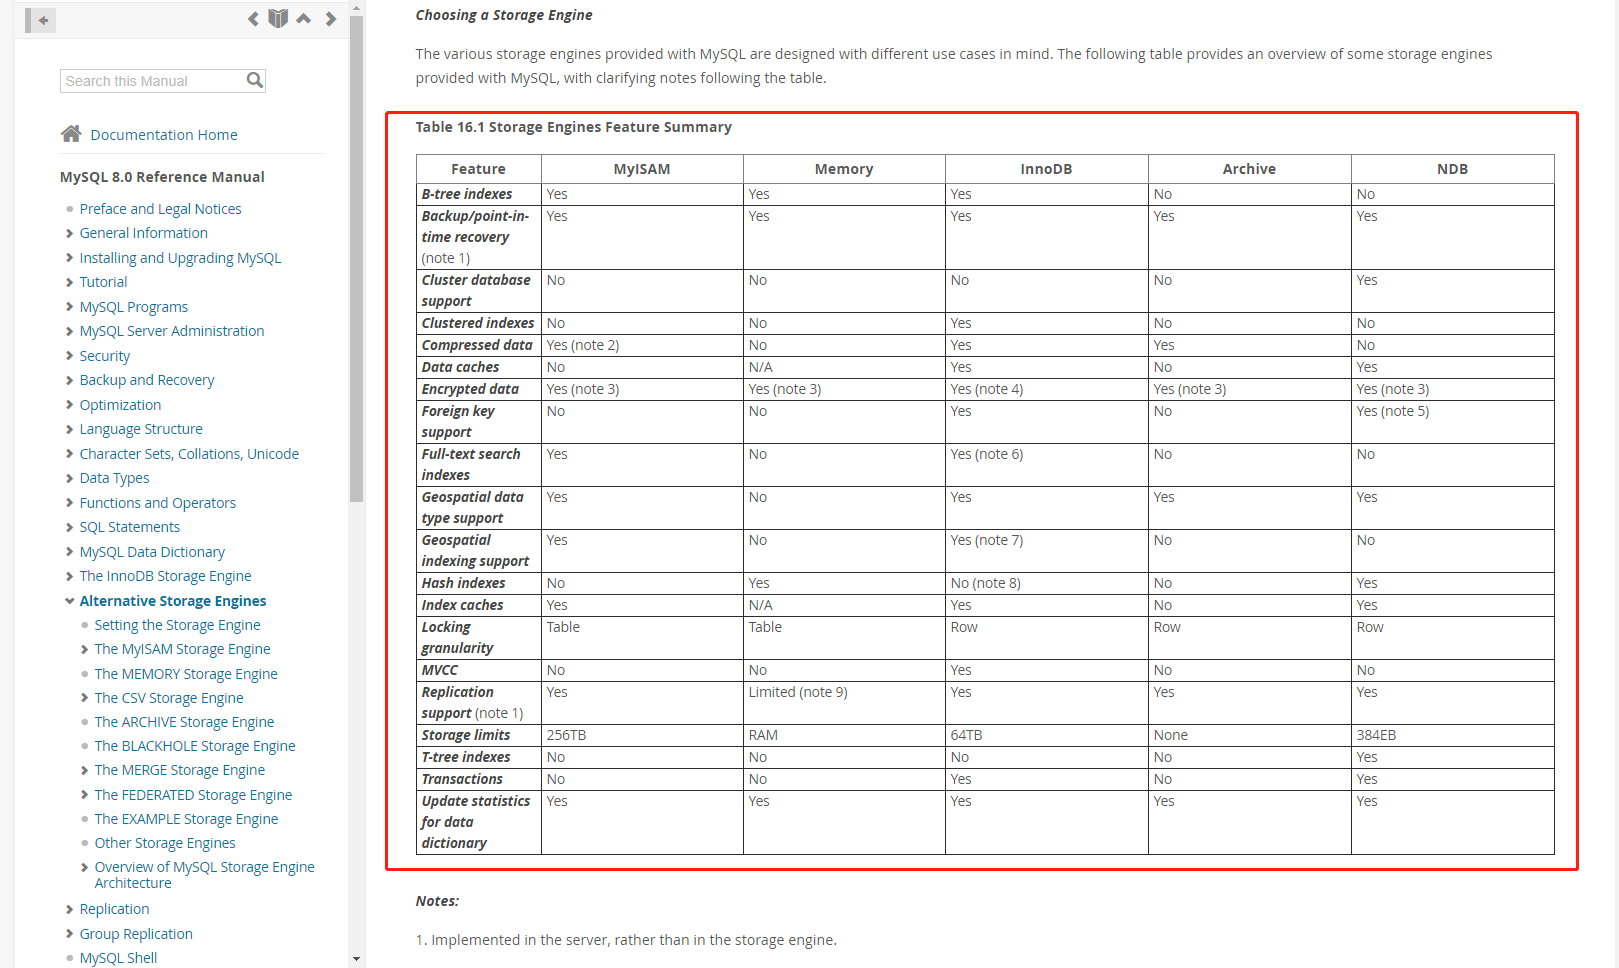 Search this Manual
Documentation Home
MySQL 8.0 Reference Manual
Preface and Legal Notices
General Information
Installing and Upgrading MySQL
Tutorial
MySQL Programs
MySQL Server Administration
Security
Backup and Recovery
Optimization
Language Structure
Character Sets, Collations, Unicode
Data Types
Functions and Operators
SQL Statements
MySQL Data Dictionary
The InnoDB Storage Engine
Alternative Storage Engines
Setting the Storage Engine
The MyISAM Storage Engine
The MEMORY Storage Engine
The CSV Storage Engine
The ARCHIVE Storage Engine
The BLACKHOLE Storage Engine
The MERGE Storage Engine
The FEDERATED Storage Engine
The EXAMPLE Storage Engine
Other Storage Engines
Overview of MySQL Storage Engine
Architecture
Replication
Group Replication
MySQL Shell
Choosing a Storage Engine
The various storage engines provided with MySQL are designed with different use cases in mind. The following table provides an overview of some storage engines
provided with MySQL, with clarifying notes following the table.
Table 16.1 Storage Engines Feature Summary
Feature MyISAM Memory InnoDB Archive NDB
B-tree indexes Yes Yes Yes No No
Backup/point-in- Yes Yes Yes Yes Yes
time recovery
(note 1)
Cluster database No No No No Yes
support
Clustered indexes No No Yes No No
Compressed data Yes (note 2) No Yes Yes No
Data caches No N/A Yes No Yes
Encrypted data Yes (note 3) Yes (note 3) Yes (note 4) Yes (note 3) Yes (note 3)
Foreign key No No Yes No Yes (note 5)
support
Full-text search Yes No Yes (note 6) No No
indexes
Geospatial data Yes No Yes Yes Yes
type support
Geospatial Yes No Yes (note 7) No No
indexing support
Hash indexes No Yes No (note 8) No Yes
Index caches Yes N/A Yes No Yes
Locking Table Table Row Row Row
granularity
MVCC No No Yes No No
Replication Yes Limited (note 9) Yes Yes Yes
support (note 1)
Storage limits 256TB RAM 64TB None 384EB
T-tree indexes No No No No Yes
Transactions No No Yes No Yes
Update statistics Yes Yes Yes Yes Yes
for data
dictionary
Notes:
1. Implemented in the server, rather than in the storage engine.